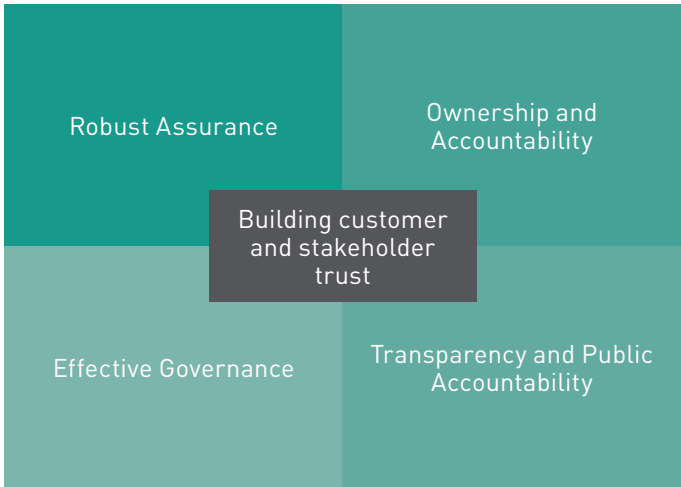 Robust Assurance
Ownership and
Accountability
Building customer
and stakeholder
trust
Effective Governance
Transparency and Public
Accountability